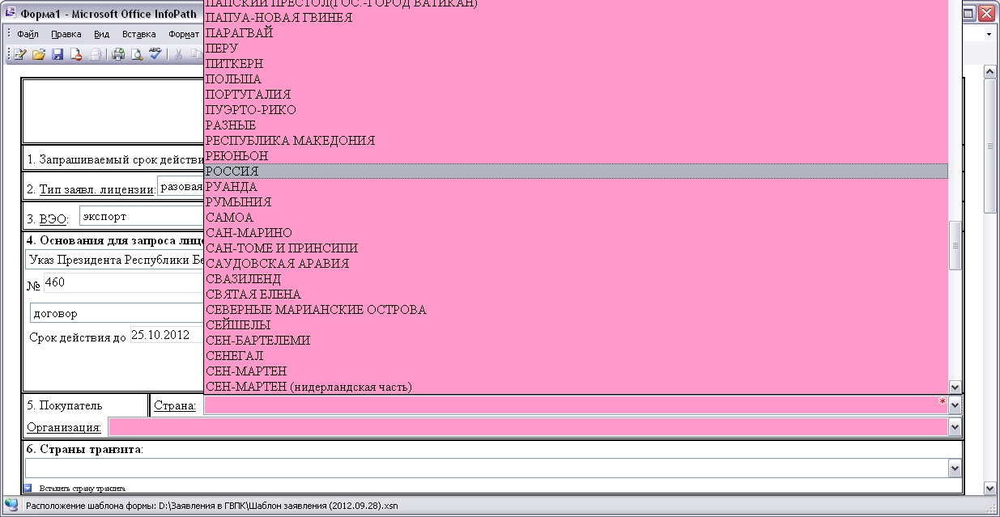 Форма1 - Microsoft Office InfoPath
Файл Правка Вид Вставка Формат
ПАПСКИЙ ПРЕСТОЛ(ГОС.-ГОРОД ВАТИКАН)
ПАПУА-НОВАЯ ГВИНЕЯ
ПАРАГВАЙ
ПЕРУ
ПИТКЕРН
ПОЛЬША
ПОРТУГАЛИЯ
ПУЭРТО-РИКО
РАЗНЫЕ
РЕСПУБЛИКА МАКЕДОНИЯ
РЕЮНЬОН
РОССИЯ
РУАНДА
РУМЫНИЯ
САМОА
САН-МАРИНО
САН-ТОМЕ И ПРИНСИПИ
САУДОВСКАЯ АРАВИЯ
СВАЗИЛЕНД
СВЯТАЯ ЕЛЕНА
СЕВЕРНЫЕ МАРИАНСКИЕ ОСТРОВА
СЕЙШЕЛЫ
СЕН-БАРТЕЛЕМИ
СЕНЕГАЛ
СЕН-МАРТЕН
СЕН-МАРТЕН (нидерландская часть)
1. Запрашиваемый срок действи
2. Тип заявл. лицензии: разовая
3. ВЭО: экспорт
4. Основания для запроса лице
Указ Президента Республики Бе
№ 460
договор
Срок действия до 25.10.2012
5. Покупатель Страна: *
Организация:
6. Страны транзита:
Вставить страну транзита
Расположение шаблона формы: D:\Заявления в ГВПК\Шаблон заявления (2012.09.28).xsn